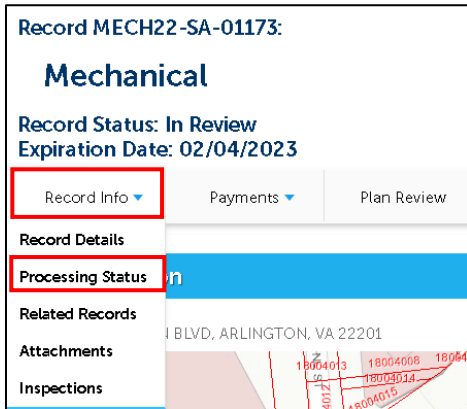 Record MECH22-SA-01173:
Mechanical
Record Status: In Review
Expiration Date: 02/04/2023
Record Info Payments Plan Review
Record Details
Processing Status
Related Records
BLVD, ARLINGTON, VA 22201
Attachments
Inspections
18004013 18004008
18004014
18004015